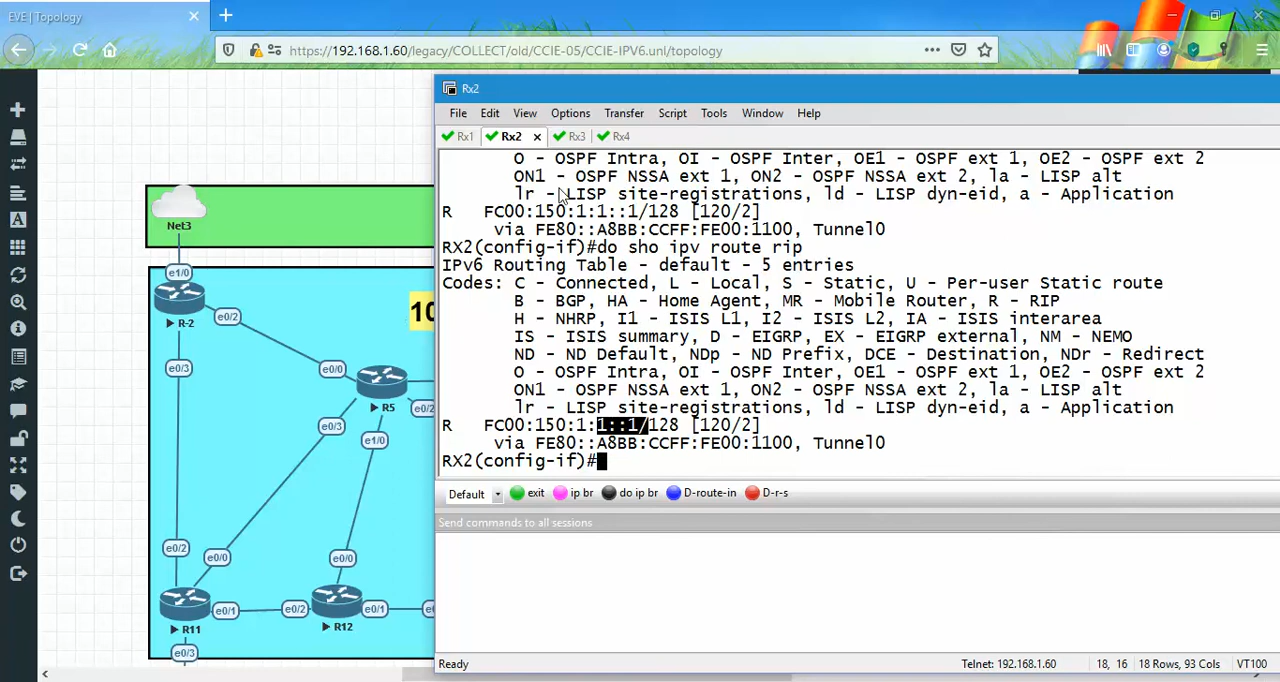 EVE | Topology
https://192.168.1.60/legacy/COLLECT/old/CCIE-05/CCIE-IPV6.unl/topology
Rx2
File Edit View Options Transfer Script Tools Window Help
Rx1 Rx2 Rx3 Rx4
O - OSPF Intra, OI - OSPF Inter, OE1 - OSPF ext 1, OE2 - OSPF ext 2
ON1 - OSPF NSSA ext 1, ON2 - OSPF NSSA ext 2, la - LISP alt
lr - LISP site-registrations, ld - LISP dyn-eid, a - Application
R FC00:150:1:1::1/128 [120/2]
via FE80::A8BB:CCFF:FE00:1100, Tunnel0
RX2(config-if)#do sho ipv route rip
IPv6 Routing Table - default - 5 entries
Codes: C - Connected, L - Local, S - Static, U - Per-user Static route
B - BGP, HA - Home Agent, MR - Mobile Router, R - RIP
H - NHRP, I1 - ISIS L1, I2 - ISIS L2, IA - ISIS interarea
IS - ISIS summary, D - EIGRP, EX - EIGRP external, NM - NEMO
ND - ND Default, NDp - ND Prefix, DCE - Destination, NDr - Redirect
O - OSPF Intra, OI - OSPF Inter, OE1 - OSPF ext 1, OE2 - OSPF ext 2
ON1 - OSPF NSSA ext 1, ON2 - OSPF NSSA ext 2, la - LISP alt
lr - LISP site-registrations, ld - LISP dyn-eid, a - Application
R FC00:150:1:1::1/128 [120/2]
via FE80::A8BB:CCFF:FE00:1100, Tunnel0
RX2(config-if)#
Default exit ip br do ip br D-route-in D-r-s
Send commands to all sessions
Ready Telnet: 192.168.1.60 18, 16 18 Rows, 93 Cols VT100
Net3
e1/0
R-2
e0/2
10
e0/3
e0/0
R5
e0/2
e0/3
e1/0
e0/2
e0/0
e0/0
R11
e0/1
e0/2
R12
e0/1
e0/3